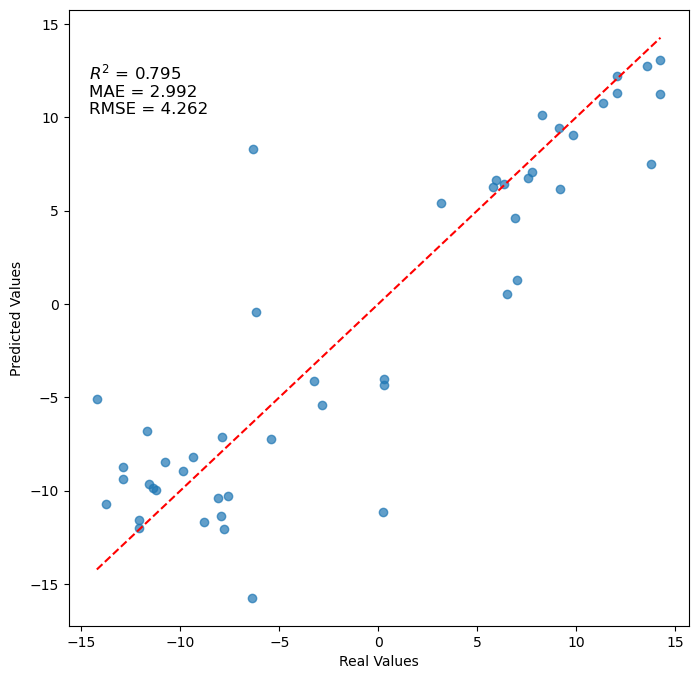 15
10
5
0
−5
−10
−15
Predicted Values
R² = 0.795
MAE = 2.992
RMSE = 4.262
−15 −10 −5 0 5 10 15
Real Values